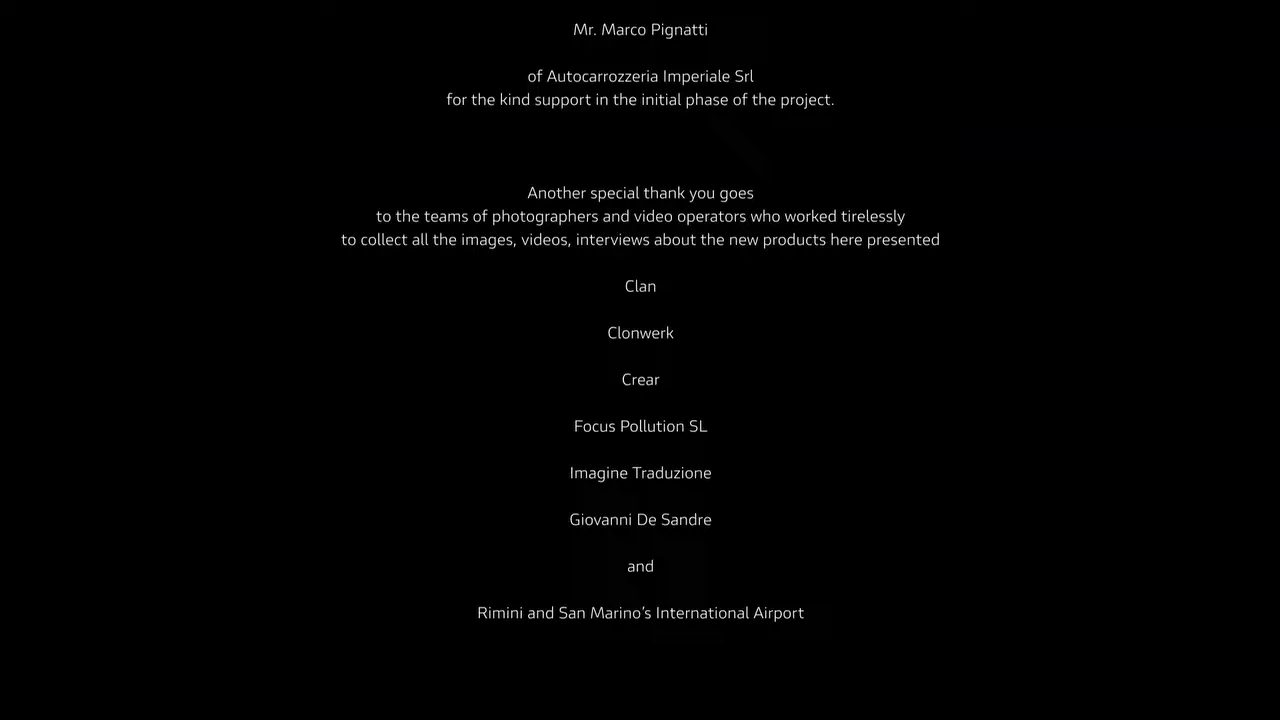 Mr. Marco Pignatti
of Autocarrozzeria Imperiale Srl
for the kind support in the initial phase of the project.
Another special thank you goes
to the teams of photographers and video operators who worked tirelessly
to collect all the images, videos, interviews about the new products here presented
Clan
Clonwerk
Crear
Focus Pollution SL
Imagine Traduzione
Giovanni De Sandre
and
Rimini and San Marino’s International Airport